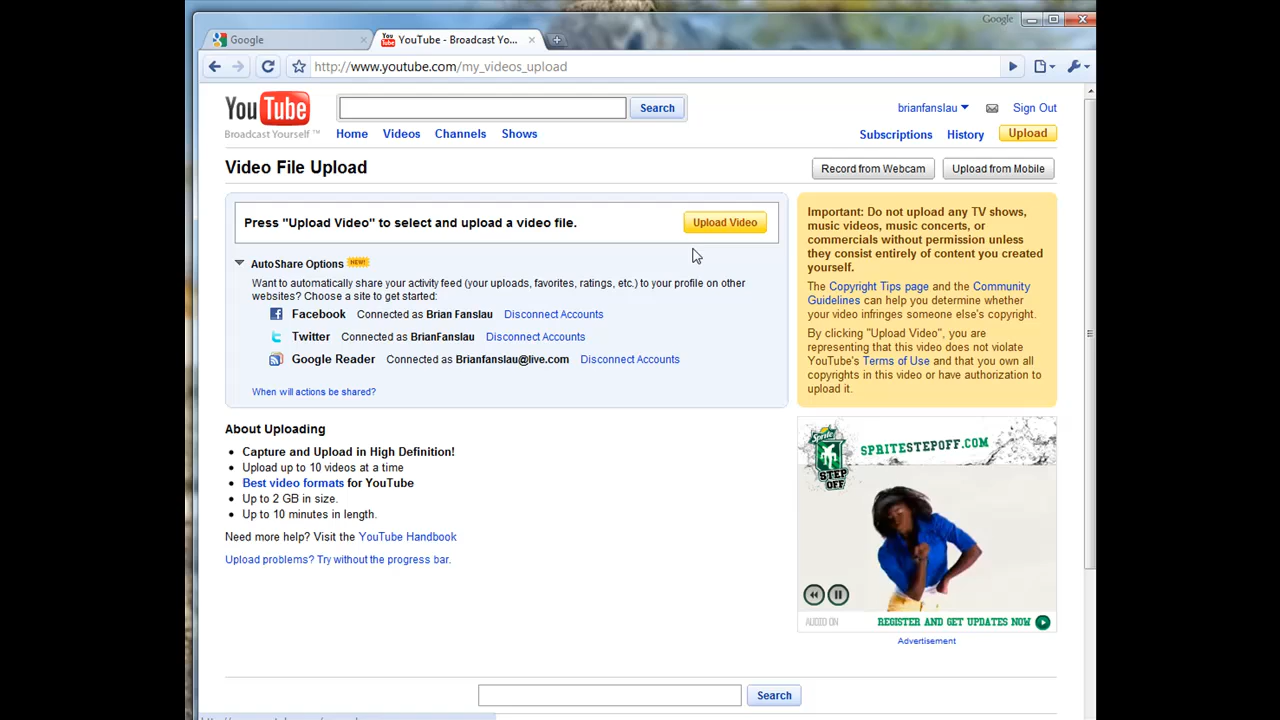 Google
Google
YouTube - Broadcast Yo...
http://www.youtube.com/my_videos_upload
YouTube
Broadcast Yourself ™
Search
brianfanslau
Sign Out
Home Videos Channels Shows
Subscriptions History Upload
Video File Upload
Record from Webcam
Upload from Mobile
Press "Upload Video" to select and upload a video file.
Upload Video
AutoShare Options NEW!
Want to automatically share your activity feed (your uploads, favorites, ratings, etc.) to your profile on other
websites? Choose a site to get started:
Facebook Connected as Brian Fanslau Disconnect Accounts
Twitter Connected as BrianFanslau Disconnect Accounts
Google Reader Connected as Brianfanslau@live.com Disconnect Accounts
When will actions be shared?
Important: Do not upload any TV shows,
music videos, music concerts, or
commercials without permission unless
they consist entirely of content you created
yourself.
The Copyright Tips page and the Community
Guidelines can help you determine whether
your video infringes someone else's copyright.
By clicking "Upload Video", you are
representing that this video does not violate
YouTube's Terms of Use and that you own all
copyrights in this video or have authorization to
upload it.
About Uploading
Capture and Upload in High Definition!
Upload up to 10 videos at a time
Best video formats for YouTube
Up to 2 GB in size.
Up to 10 minutes in length.
Need more help? Visit the YouTube Handbook
Upload problems? Try without the progress bar.
Sprite
STEP
OFF
SPRITESTEPOFF.COM
AUDIO ON
REGISTER AND GET UPDATES NOW
Advertisement
Search